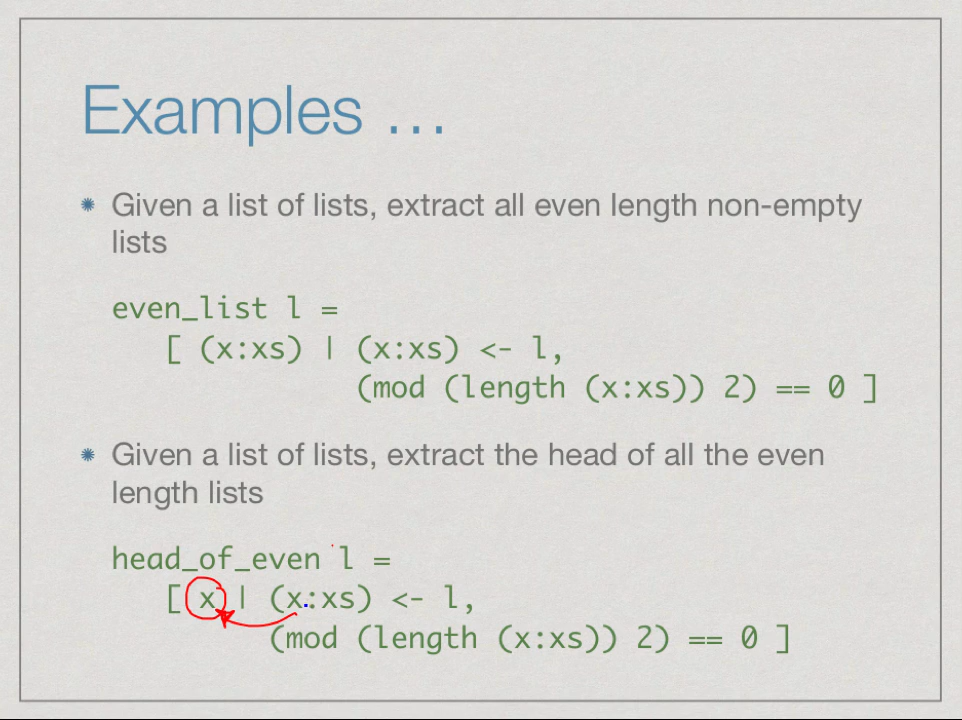 Examples …
Given a list of lists, extract all even length non-empty
lists
even_list l =
[ (x:xs) | (x:xs) <- l,
(mod (length (x:xs)) 2) == 0 ]
Given a list of lists, extract the head of all the even
length lists
head_of_even l =
[ x | (x:xs) <- l,
(mod (length (x:xs)) 2) == 0 ]